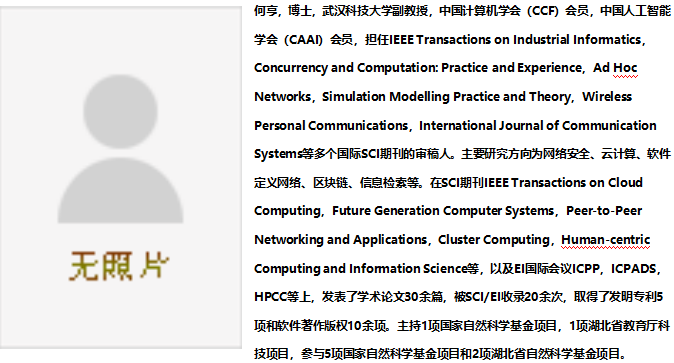 何亨，博士，武汉科技大学副教授，中国计算机学会（CCF）会员，中国人工智能
学会（CAAI）会员，担任IEEE Transactions on Industrial Informatics，
Concurrency and Computation: Practice and Experience，Ad Hoc
Networks，Simulation Modelling Practice and Theory，Wireless
Personal Communications，International Journal of Communication
Systems等多个国际SCI期刊的审稿人。主要研究方向为网络安全、云计算、软件
定义网络、区块链、信息检索等。在SCI期刊IEEE Transactions on Cloud
Computing，Future Generation Computer Systems，Peer-to-Peer
Networking and Applications，Cluster Computing，Human-centric
Computing and Information Science等，以及EI国际会议ICPP，ICPADS，
HPCC等上，发表了学术论文30余篇，被SCI/EI收录20余次，取得了发明专利5
项和软件著作版权10余项。主持1项国家自然科学基金项目，1项湖北省教育厅科
技项目，参与5项国家自然科学基金项目和2项湖北省自然科学基金项目。
无照片